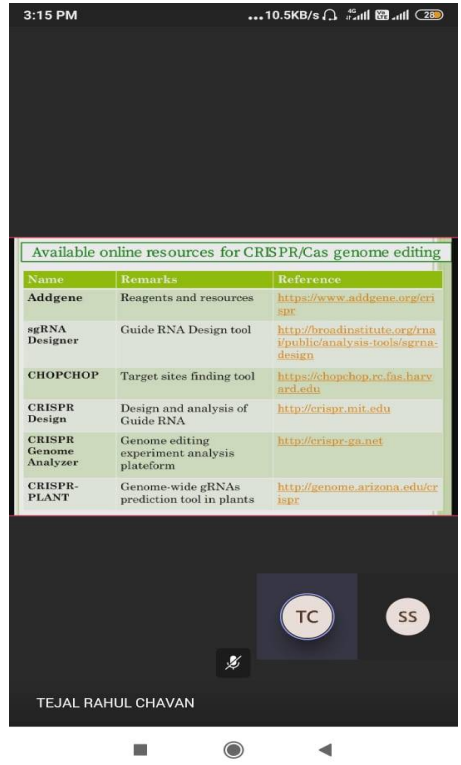 3:15 PM
...10.5KB/s 4G 28
Available online resources for CRISPR/Cas genome editing
Name Remarks Reference
Addgene Reagents and resources https://www.addgene.org/cri
spr
sgRNA Guide RNA Design tool http://broadinstitute.org/rna
Designer i/public/analysis-tools/sgrna-
design
CHOPCHOP Target sites finding tool https://chopchop.rc.fas.harv
ard.edu
CRISPR Design and analysis of http://crispr.mit.edu
Design Guide RNA
CRISPR Genome editing http://crispr-ga.net
Genome experiment analysis
Analyzer plateform
CRISPR- Genome-wide gRNAs http://genome.arizona.edu/cr
PLANT prediction tool in plants ispr
TC SS
TEJAL RAHUL CHAVAN